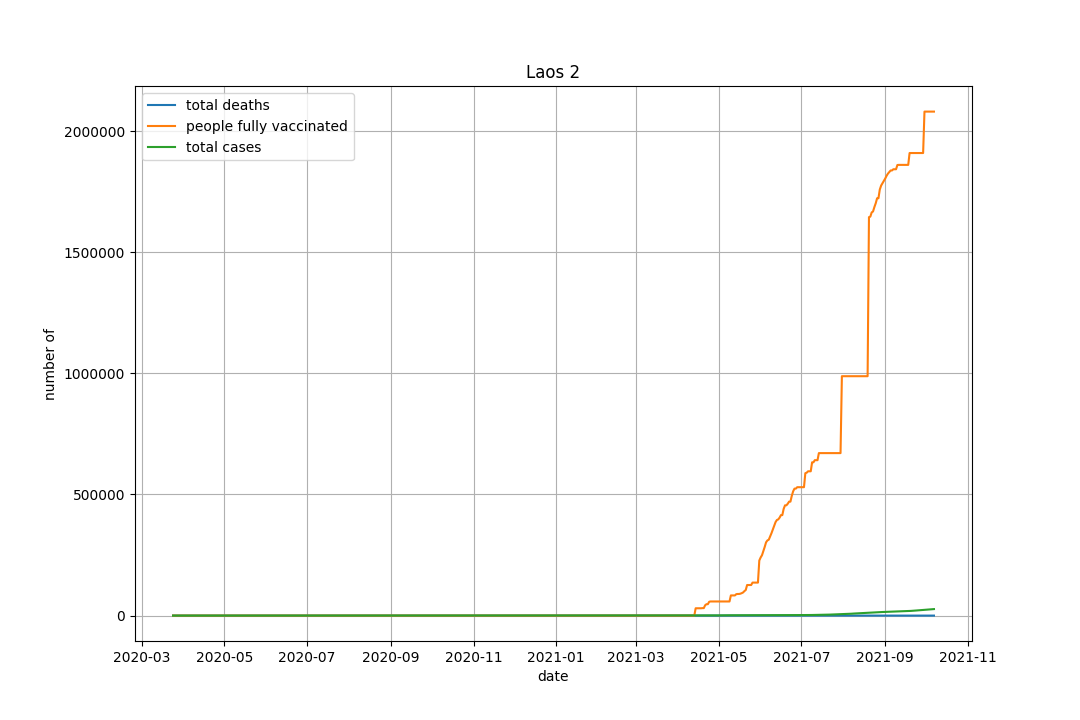 Laos 2
total deaths
people fully vaccinated
total cases
number of
2000000
1500000
1000000
500000
0
2020-03 2020-05 2020-07 2020-09 2020-11 2021-01 2021-03 2021-05 2021-07 2021-09 2021-11
date